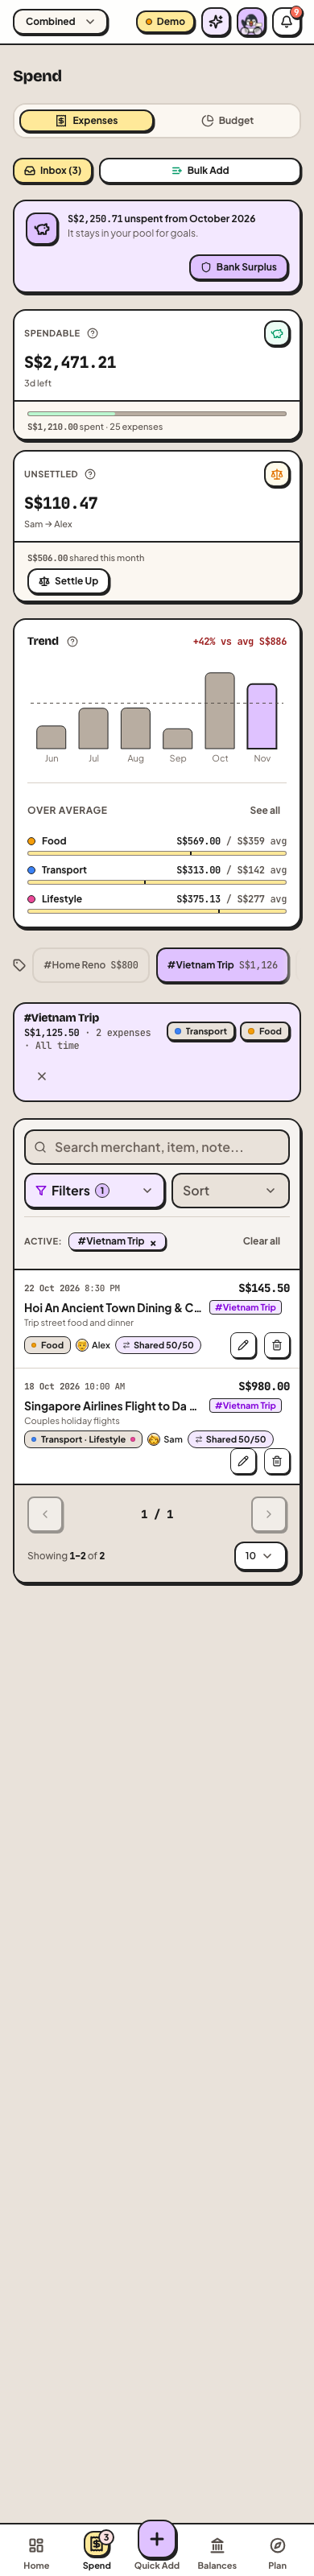 Combined
Demo
9
Spend
Expenses
Budget
Inbox (3)
Bulk Add
S$2,250.71 unspent from October 2026
It stays in your pool for goals.
Bank Surplus
SPENDABLE
S$2,471.21
3d left
S$1,210.00 spent · 25 expenses
UNSETTLED
S$110.47
Sam → Alex
S$506.00 shared this month
Settle Up
Trend
+42% vs avg S$886
Jun Jul Aug Sep Oct Nov
OVER AVERAGE
See all
Food S$569.00 / S$359 avg
Transport S$313.00 / S$142 avg
Lifestyle S$375.13 / S$277 avg
#Home Reno S$800
#Vietnam Trip S$1,126
#Vietnam Trip
S$1,125.50 · 2 expenses
· All time
Transport
Food
Search merchant, item, note...
Filters 1
Sort
ACTIVE: #Vietnam Trip ×
Clear all
22 Oct 2026 8:30 PM
S$145.50
Hoi An Ancient Town Dining & C...
#Vietnam Trip
Trip street food and dinner
Food
Alex
Shared 50/50
18 Oct 2026 10:00 AM
S$980.00
Singapore Airlines Flight to Da ...
#Vietnam Trip
Couples holiday flights
Transport · Lifestyle
Sam
Shared 50/50
1 / 1
Showing 1–2 of 2
10
3
Home
Spend
Quick Add
Balances
Plan